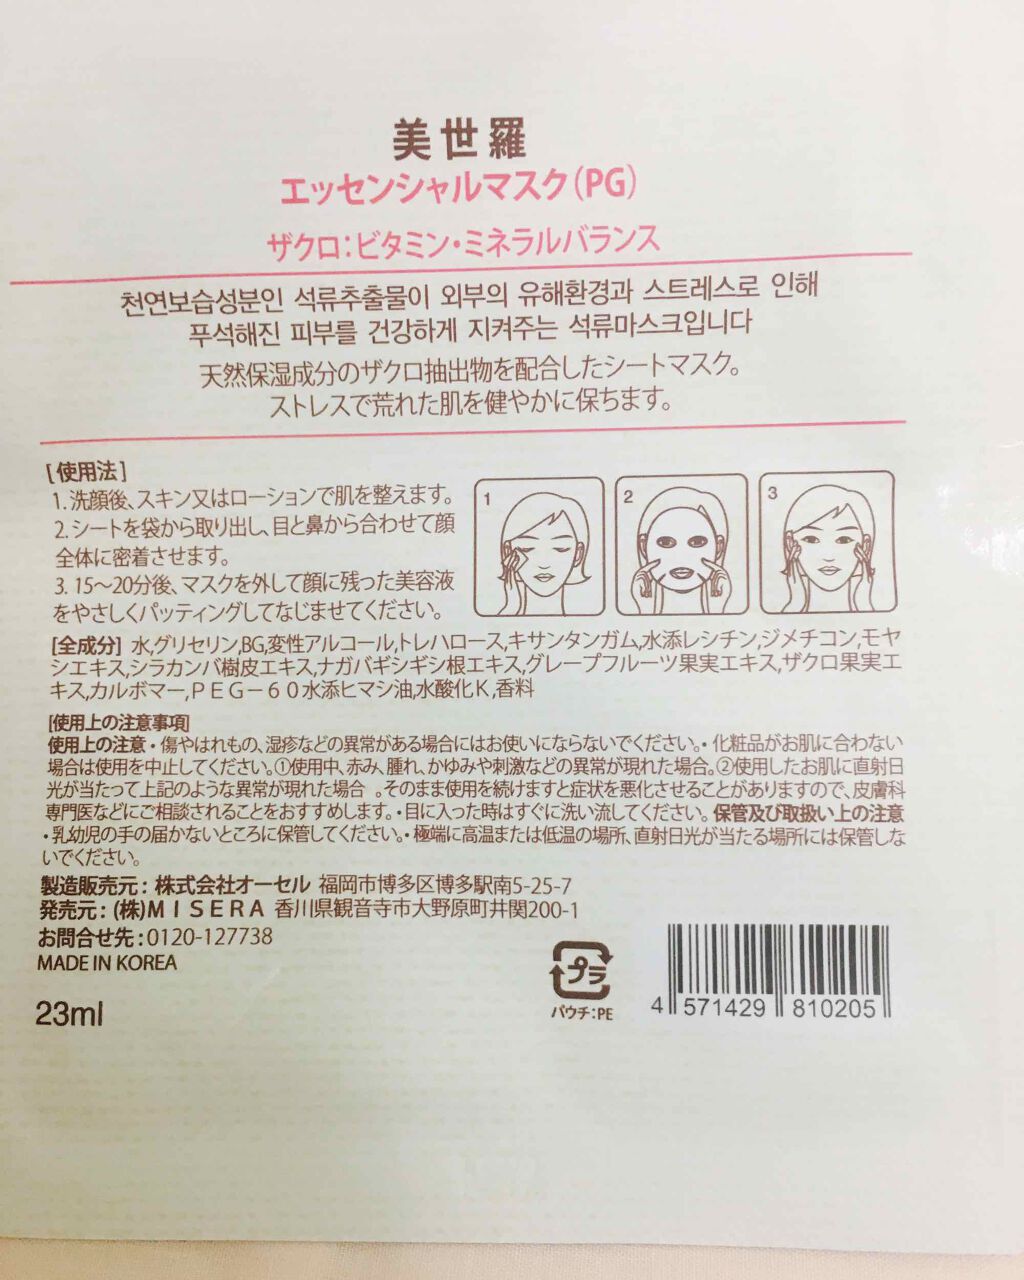 美世羅
エッセンシャルマスク(PG)
ザクロ:ビタミン・ミネラルバランス
천연보습성분인 석류추출물이 외부의 유해환경과 스트레스로 인해
푸석해진 피부를 건강하게 지켜주는 석류마스크입니다
天然保湿成分のザクロ抽出物を配合したシートマスク。
ストレスで荒れた肌を健やかに保ちます。
[使用法]
1. 洗顔後、スキン又はローションで肌を整えます。
2. シートを袋から取り出し、目と鼻から合わせて顔
全体に密着させます。
3. 15〜20分後、マスクを外して顔に残った美容液
をやさしくパッティングしてなじませてください。
1
2
3
[全成分] 水,グリセリン,BG,変性アルコール,トレハロース,キサンタンガム,水添レシチン,ジメチコン,モヤ
シエキス,シラカンバ樹皮エキス,ナガバギシギシ根エキス,グレープフルーツ果実エキス,ザクロ果実エ
キス,カルボマー,PEG-60水添ヒマシ油,水酸化K,香料
[使用上の注意事項]
使用上の注意・傷やはれもの、湿疹などの異常がある場合にはお使いにならないでください。・化粧品がお肌に合わない
場合は使用を中止してください。①使用中、赤み、腫れ、かゆみや刺激などの異常が現れた場合。②使用したお肌に直射日
光が当たって上記のような異常が現れた場合 。そのまま使用を続けますと症状を悪化させることがありますので、皮膚科
専門医などにご相談されることをおすすめします。・目に入った時はすぐに洗い流してください。保管及び取扱い上の注意
・乳幼児の手の届かないところに保管してください。・極端に高温または低温の場所、直射日光が当たる場所には保管しな
いでください。
製造販売元: 株式会社オーセル 福岡市博多区博多駅南5-25-7
発売元: (株)MISERA 香川県観音寺市大野原町井関200-1
お問合せ先:0120-127738
MADE IN KOREA
23ml
プラ
パウチ:PE
4 571429 810205